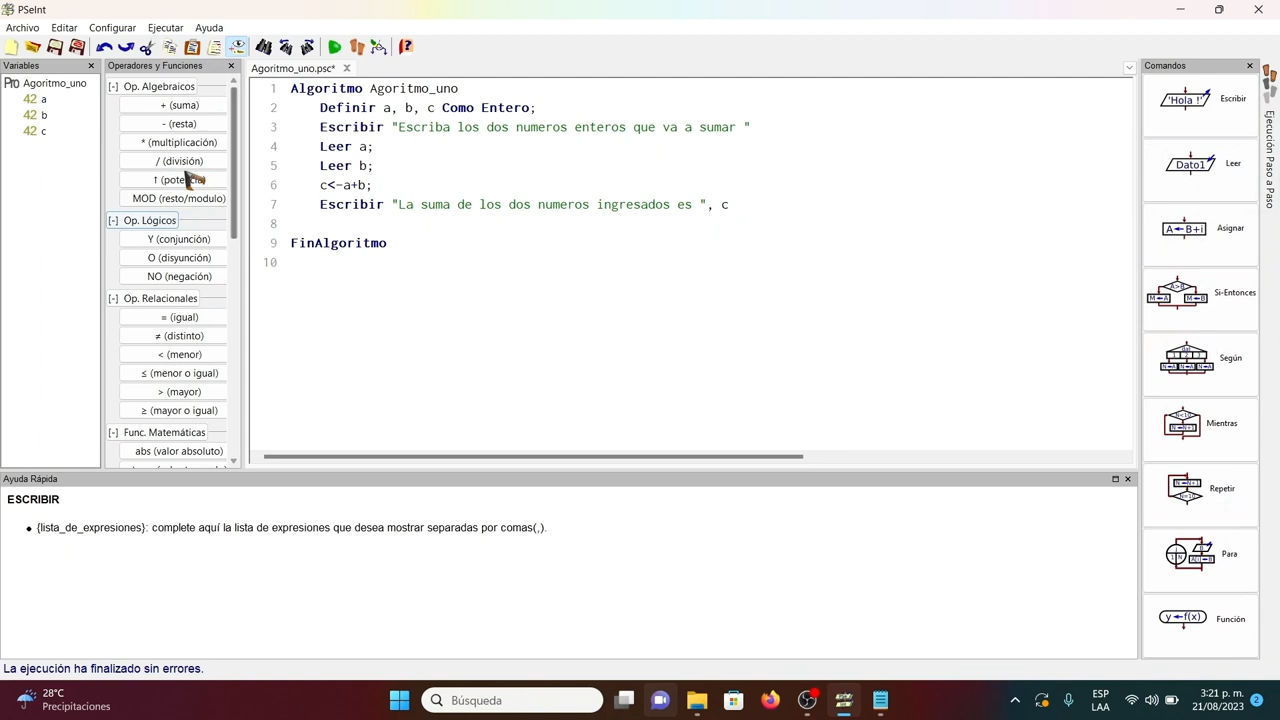 PSeInt
Archivo Editar Configurar Ejecutar Ayuda
Variables
Operadores y Funciones
Agoritmo_uno.psc*
Comandos
Agoritmo_uno
42 a
42 b
42 c
[-] Op. Algebraicos
+ (suma)
- (resta)
* (multiplicación)
/ (división)
MOD (resto/modulo)
[-] Op. Lógicos
Y (conjunción)
O (disyunción)
NO (negación)
[-] Op. Relacionales
= (igual)
≠ (distinto)
< (menor)
≤ (menor o igual)
> (mayor)
≥ (mayor o igual)
[-] Func. Matemáticas
abs (valor absoluto)
1 Algoritmo Agoritmo_uno
2 Definir a, b, c Como Entero;
3 Escribir "Escriba los dos numeros enteros que va a sumar "
4 Leer a;
5 Leer b;
6 c<-a+b;
7 Escribir "La suma de los dos numeros ingresados es ", c
8
9 FinAlgoritmo
10
'Hola !' Escribir
Dato1 Leer
A←B+i Asignar
A>B Si-Entonces
Según
Mientras
Repetir
Para
y←f(x) Función
Ejecución Paso a Paso
Ayuda Rápida
ESCRIBIR
{lista_de_expresiones}: complete aquí la lista de expresiones que desea mostrar separadas por comas(,).
La ejecución ha finalizado sin errores.
28°C
Precipitaciones
Búsqueda
ESP
LAA
3:21 p. m.
21/08/2023
2